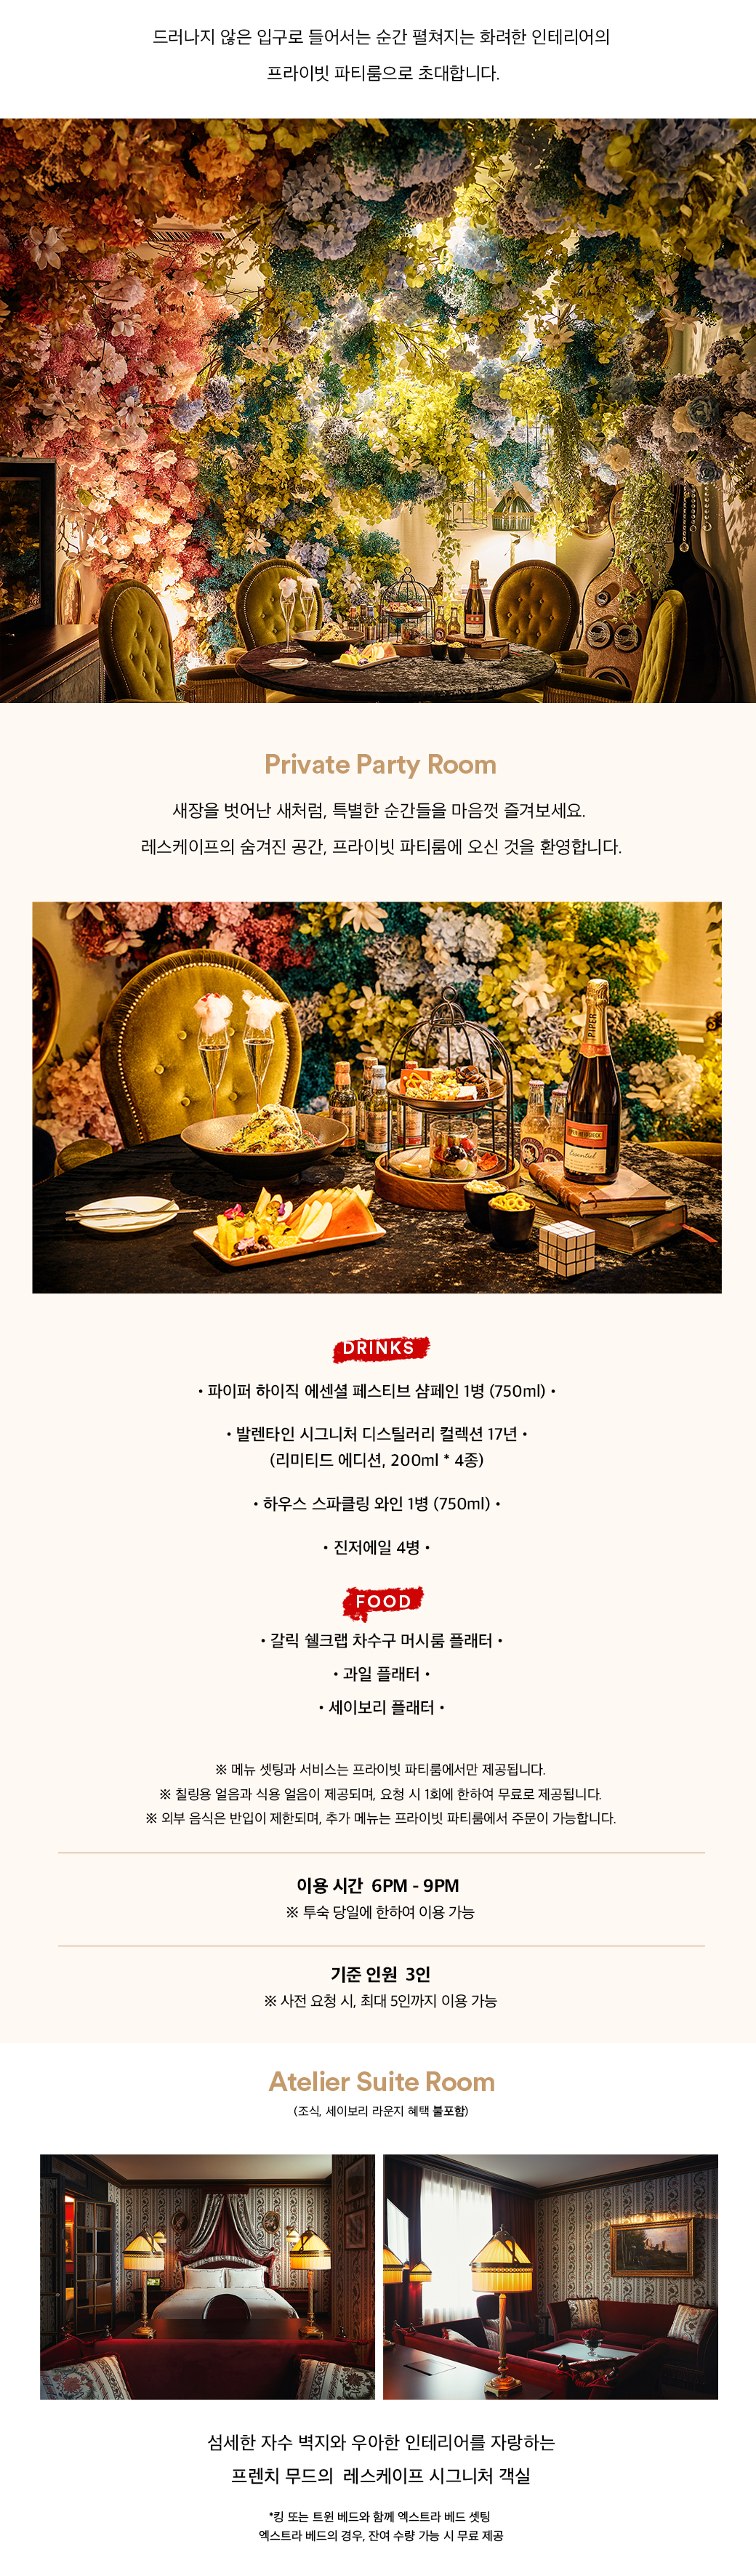 드러나지 않은 입구로 들어서는 순간 펼쳐지는 화려한 인테리어의
프라이빗 파티룸으로 초대합니다.
Private Party Room
새장을 벗어난 새처럼, 특별한 순간들을 마음껏 즐겨보세요.
레스케이프의 숨겨진 공간, 프라이빗 파티룸에 오신 것을 환영합니다.
PIPER
Essentiel
DRINKS
• 파이퍼 하이직 에센셜 페스티브 샴페인 1병 (750ml) •
• 발렌타인 시그니처 디스틸러리 컬렉션 17년 •
(리미티드 에디션, 200ml * 4종)
• 하우스 스파클링 와인 1병 (750ml) •
• 진저에일 4병 •
FOOD
• 갈릭 쉘크랩 차수구 머시룸 플래터 •
• 과일 플래터 •
• 세이보리 플래터 •
※ 메뉴 셋팅과 서비스는 프라이빗 파티룸에서만 제공됩니다.
※ 칠링용 얼음과 식용 얼음이 제공되며, 요청 시 1회에 한하여 무료로 제공됩니다.
※ 외부 음식은 반입이 제한되며, 추가 메뉴는 프라이빗 파티룸에서 주문이 가능합니다.
이용 시간 6PM - 9PM
※ 투숙 당일에 한하여 이용 가능
기준 인원 3인
※ 사전 요청 시, 최대 5인까지 이용 가능
Atelier Suite Room
(조식, 세이보리 라운지 혜택 불포함)
섬세한 자수 벽지와 우아한 인테리어를 자랑하는
프렌치 무드의 레스케이프 시그니처 객실
*킹 또는 트윈 베드와 함께 엑스트라 베드 셋팅
엑스트라 베드의 경우, 잔여 수량 가능 시 무료 제공